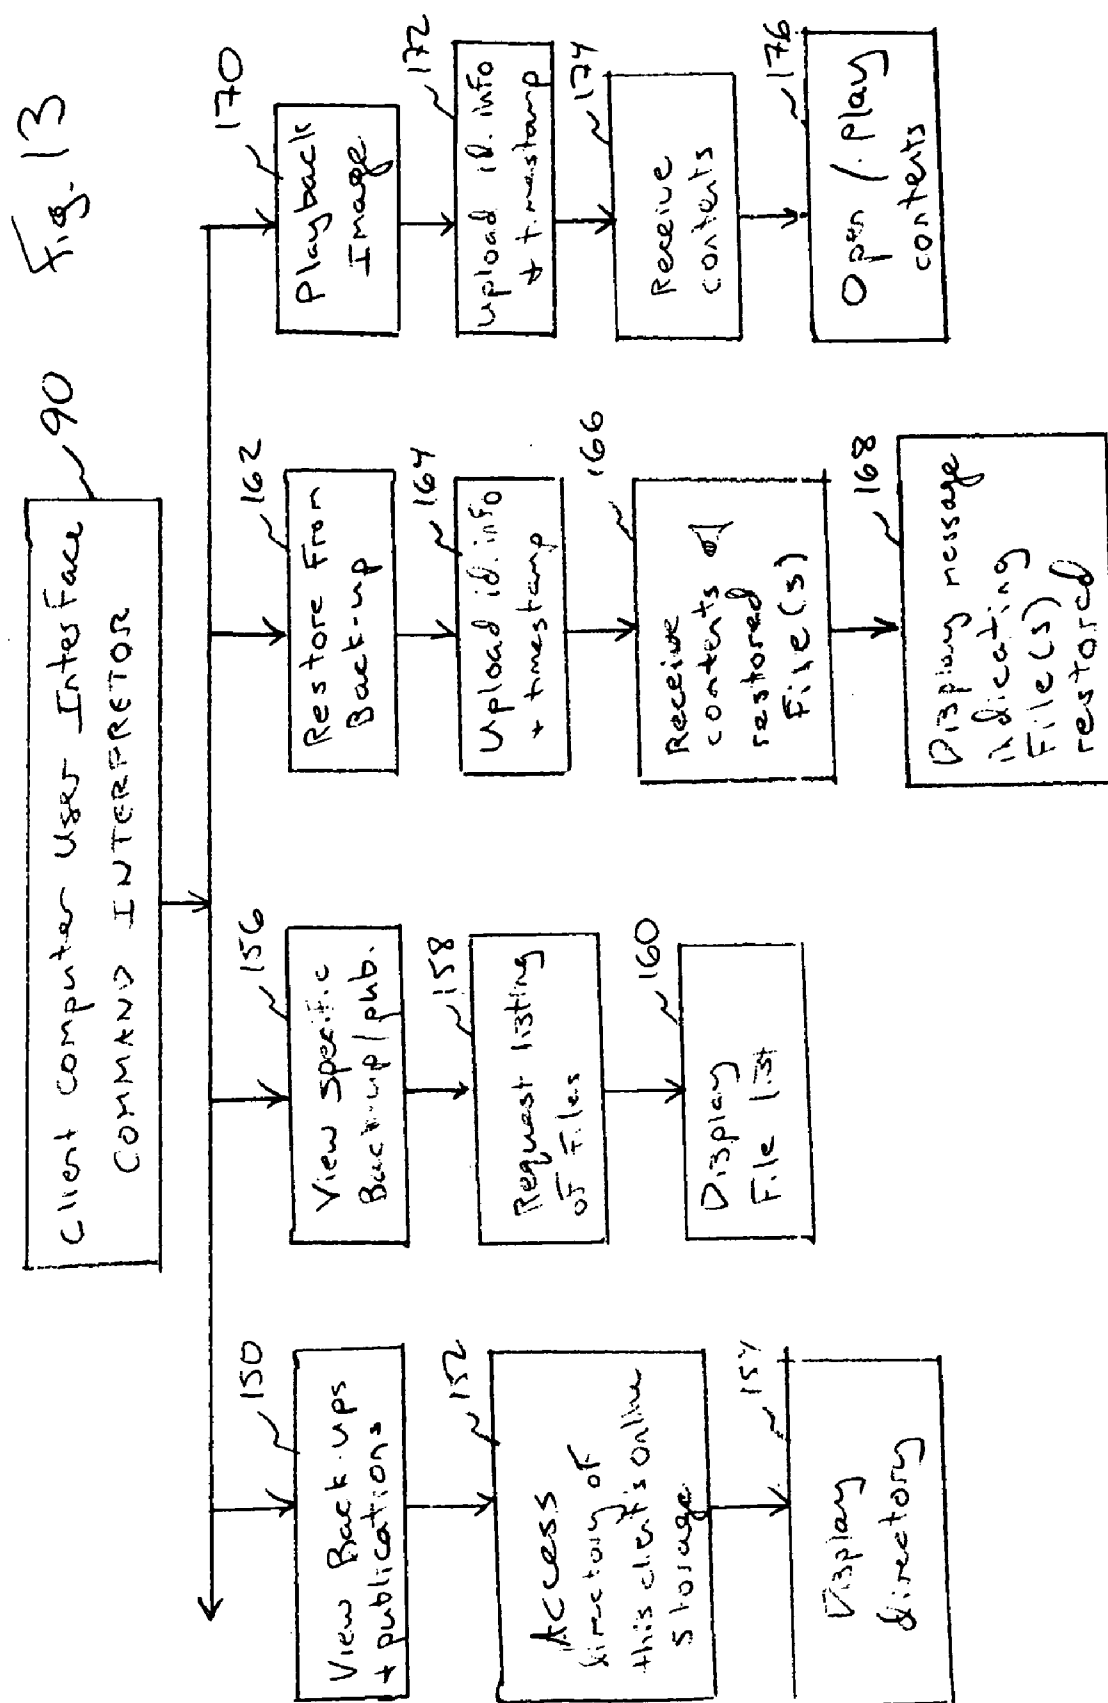 Fig. 13
Client Computer User Interface
COMMAND INTERPRETOR
90
150
View Back-ups
+ publications
152
Access
directory of
this client's online
storage
154
Display
directory
156
View specific
Back-up/pub.
158
Request listing
of Files
160
Display
File list
162
Restore From
Back-up
164
Upload id. info
+ timestamp
166
Receive
contents of
restored
File(s)
168
Display message
indicating
File(s)
restored
170
Playback
Image
172
Upload id. info
+ timestamp
174
Receive
contents
176
Open / Play
contents